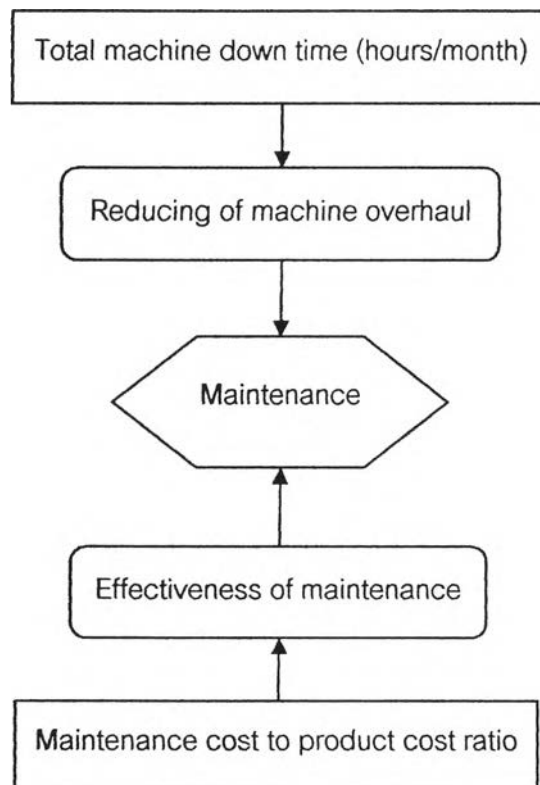 Total machine down time (hours/month)
Reducing of machine overhaul
Maintenance
Effectiveness of maintenance
Maintenance cost to product cost ratio